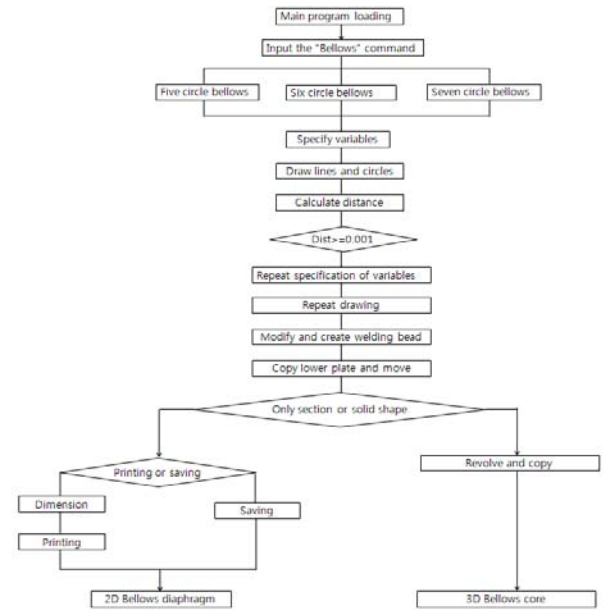 Main program loading
Input the "Bellows" command
Five circle bellows
Six circle bellows
Seven circle bellows
Specify variables
Draw lines and circles
Calculate distance
Dist>=0.001
Repeat specification of variables
Repeat drawing
Modify and create welding bead
Copy lower plate and move
Only section or solid shape
Printing or saving
Revolve and copy
Dimension
Saving
Printing
2D Bellows diaphragm
3D Bellows core